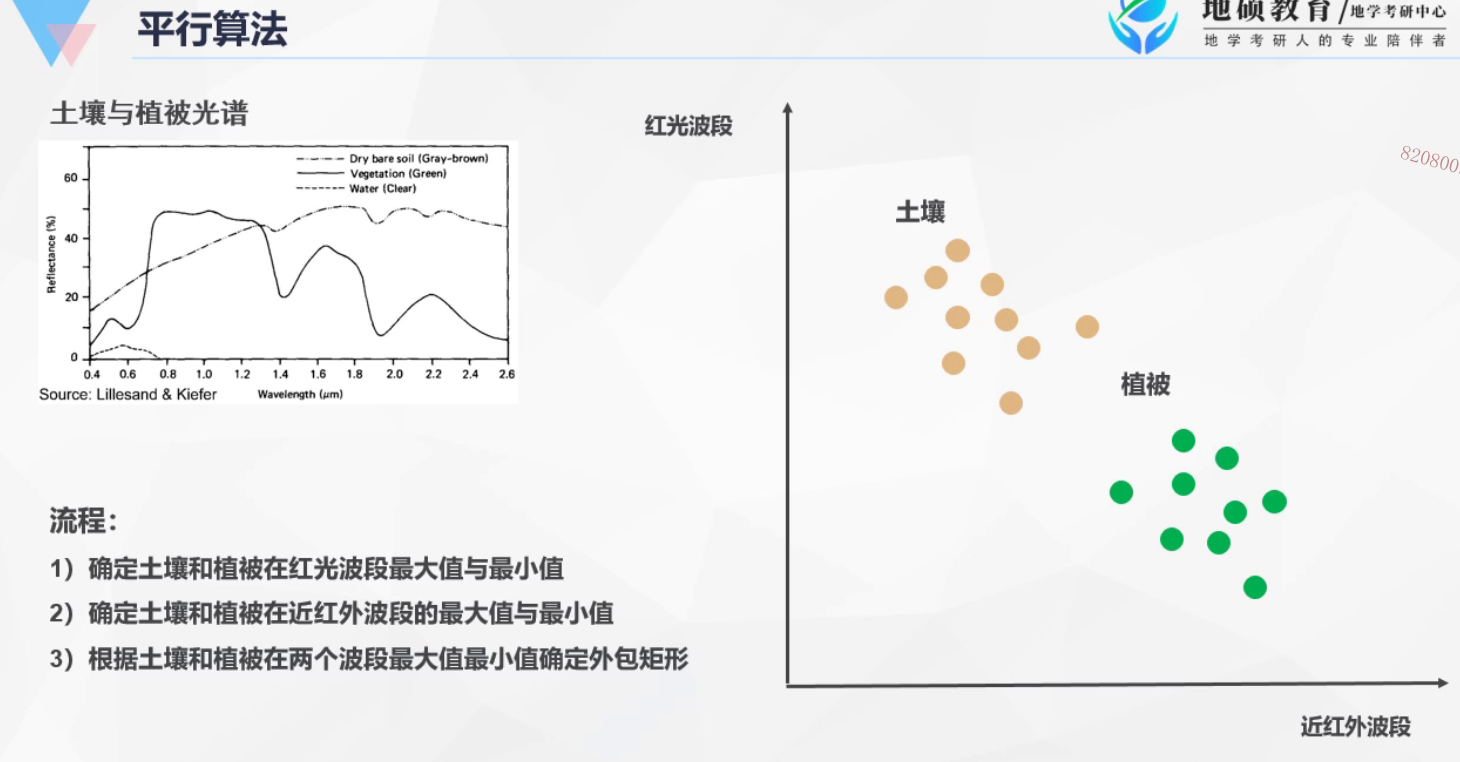 平行算法
地硕教育/地学考研中心
地学考研人的专业陪伴者
土壤与植被光谱
60
40
20
0
Reflectance (%)
Dry bare soil (Gray-brown)
Vegetation (Green)
Water (Clear)
0.4 0.6 0.8 1.0 1.2 1.4 1.6 1.8 2.0 2.2 2.4 2.6
Wavelength (μm)
Source: Lillesand & Kiefer
流程：
1）确定土壤和植被在红光波段最大值与最小值
2）确定土壤和植被在近红外波段的最大值与最小值
3）根据土壤和植被在两个波段最大值最小值确定外包矩形
红光波段
土壤
植被
近红外波段